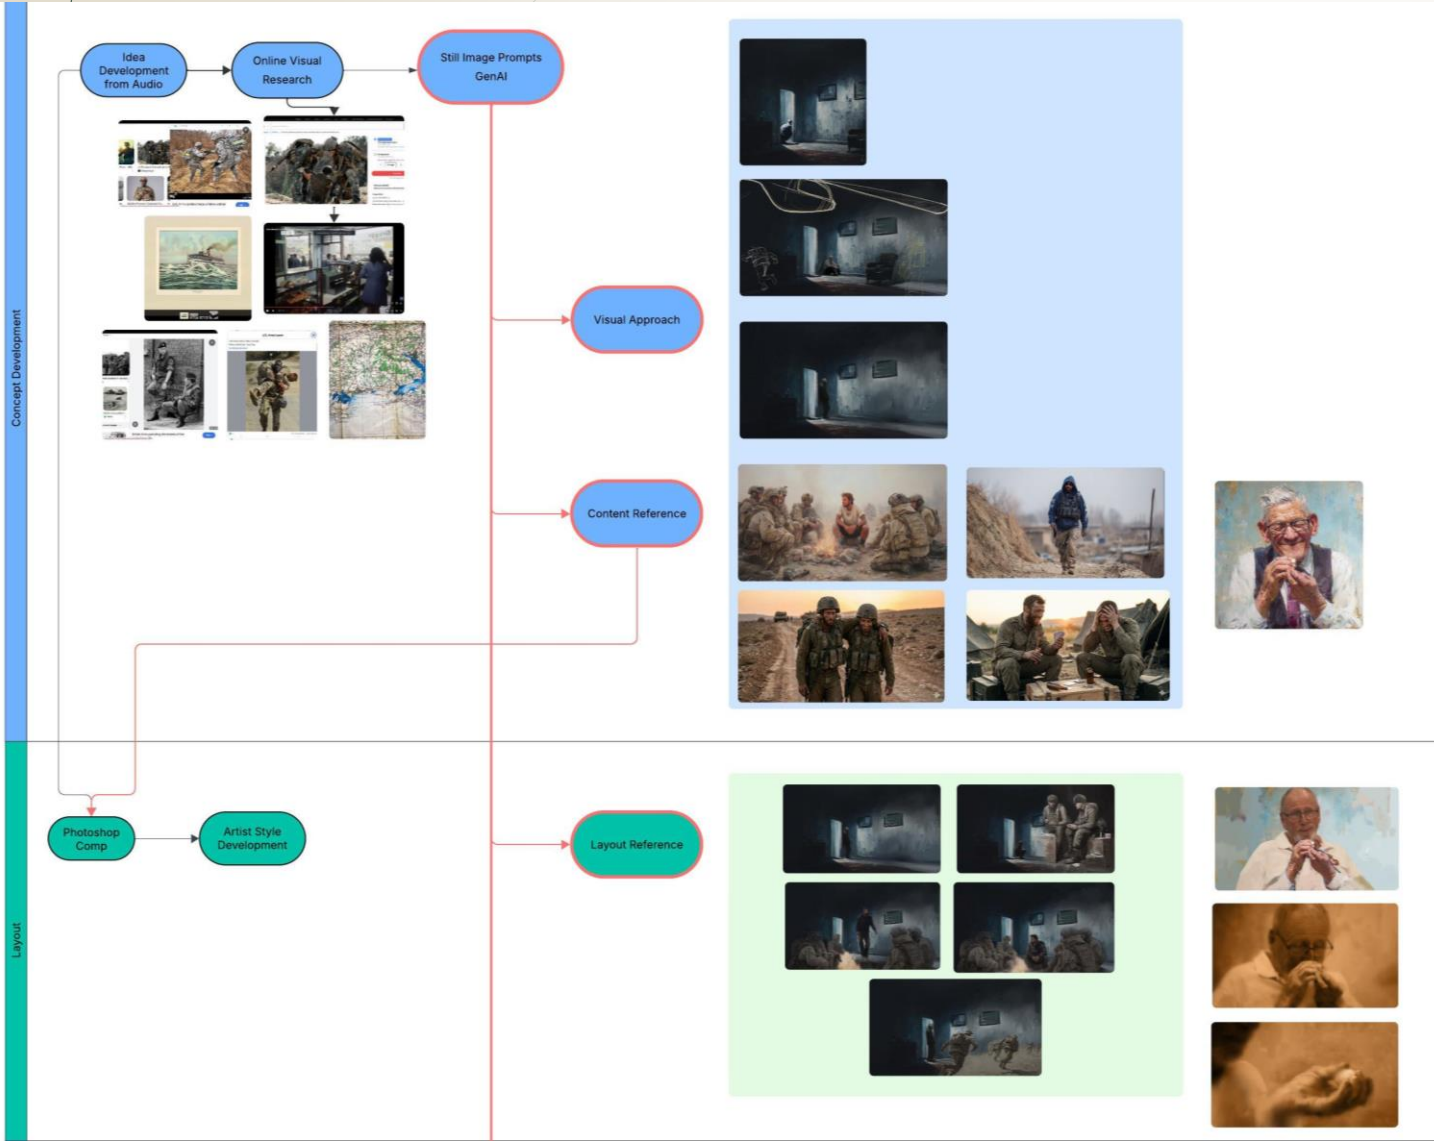 Idea
Development
from Audio
Online Visual
Research
Still Image Prompts
GenAI
Visual Approach
Concept Development
Content Reference
Photoshop
Comp
Artist Style
Development
Layout Reference
Layout